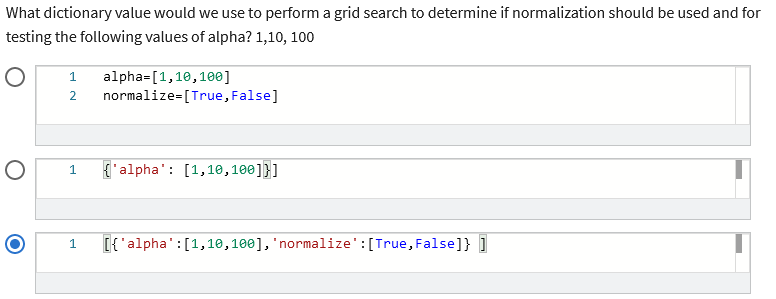 What dictionary value would we use to perform a grid search to determine if normalization should be used and for
testing the following values of alpha? 1,10, 100
1 alpha=[1,10,100]
2 normalize=[True,False]
1 {'alpha': [1,10,100]}]
1 [{'alpha':[1,10,100],'normalize':[True,False]} ]